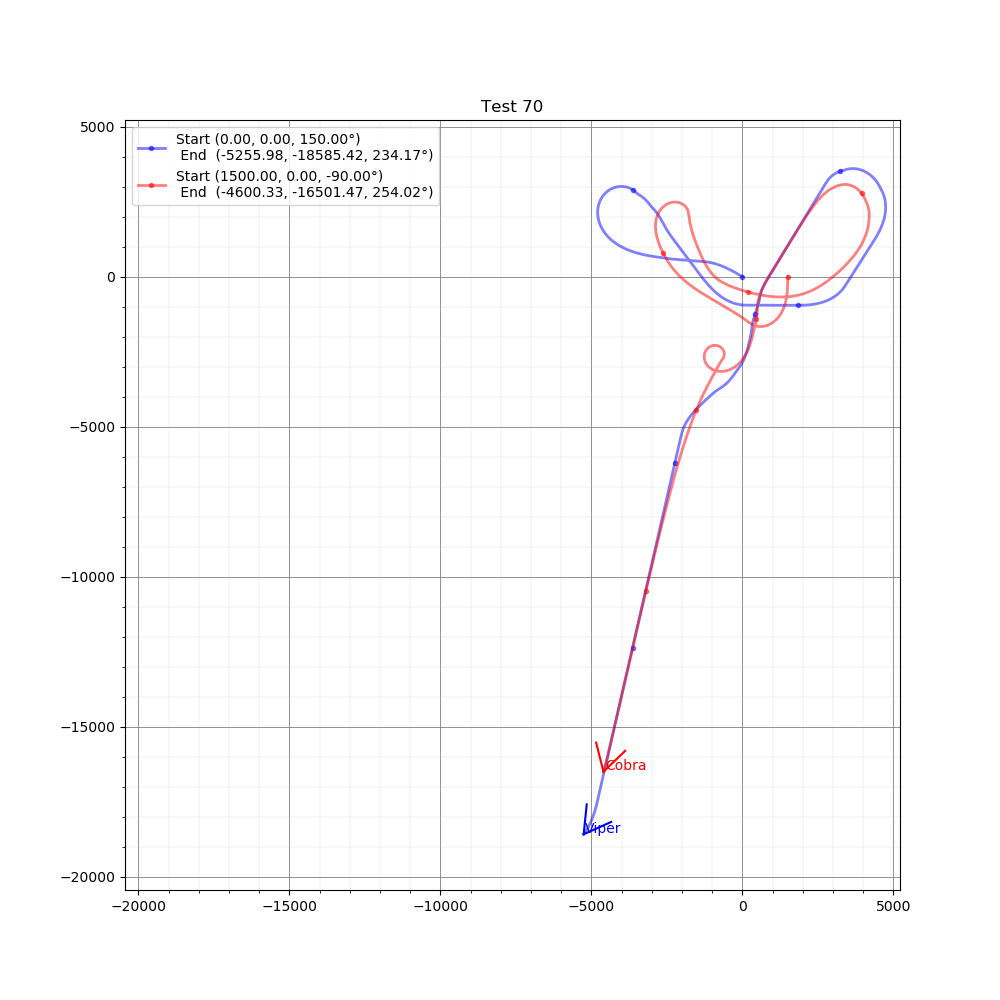 Test 70
Start (0.00, 0.00, 150.00°)
End (-5255.98, -18585.42, 234.17°)
Start (1500.00, 0.00, -90.00°)
End (-4600.33, -16501.47, 254.02°)
5000
0
−5000
−10000
−15000
−20000
Cobra
Viper
−20000 −15000 −10000 −5000 0 5000